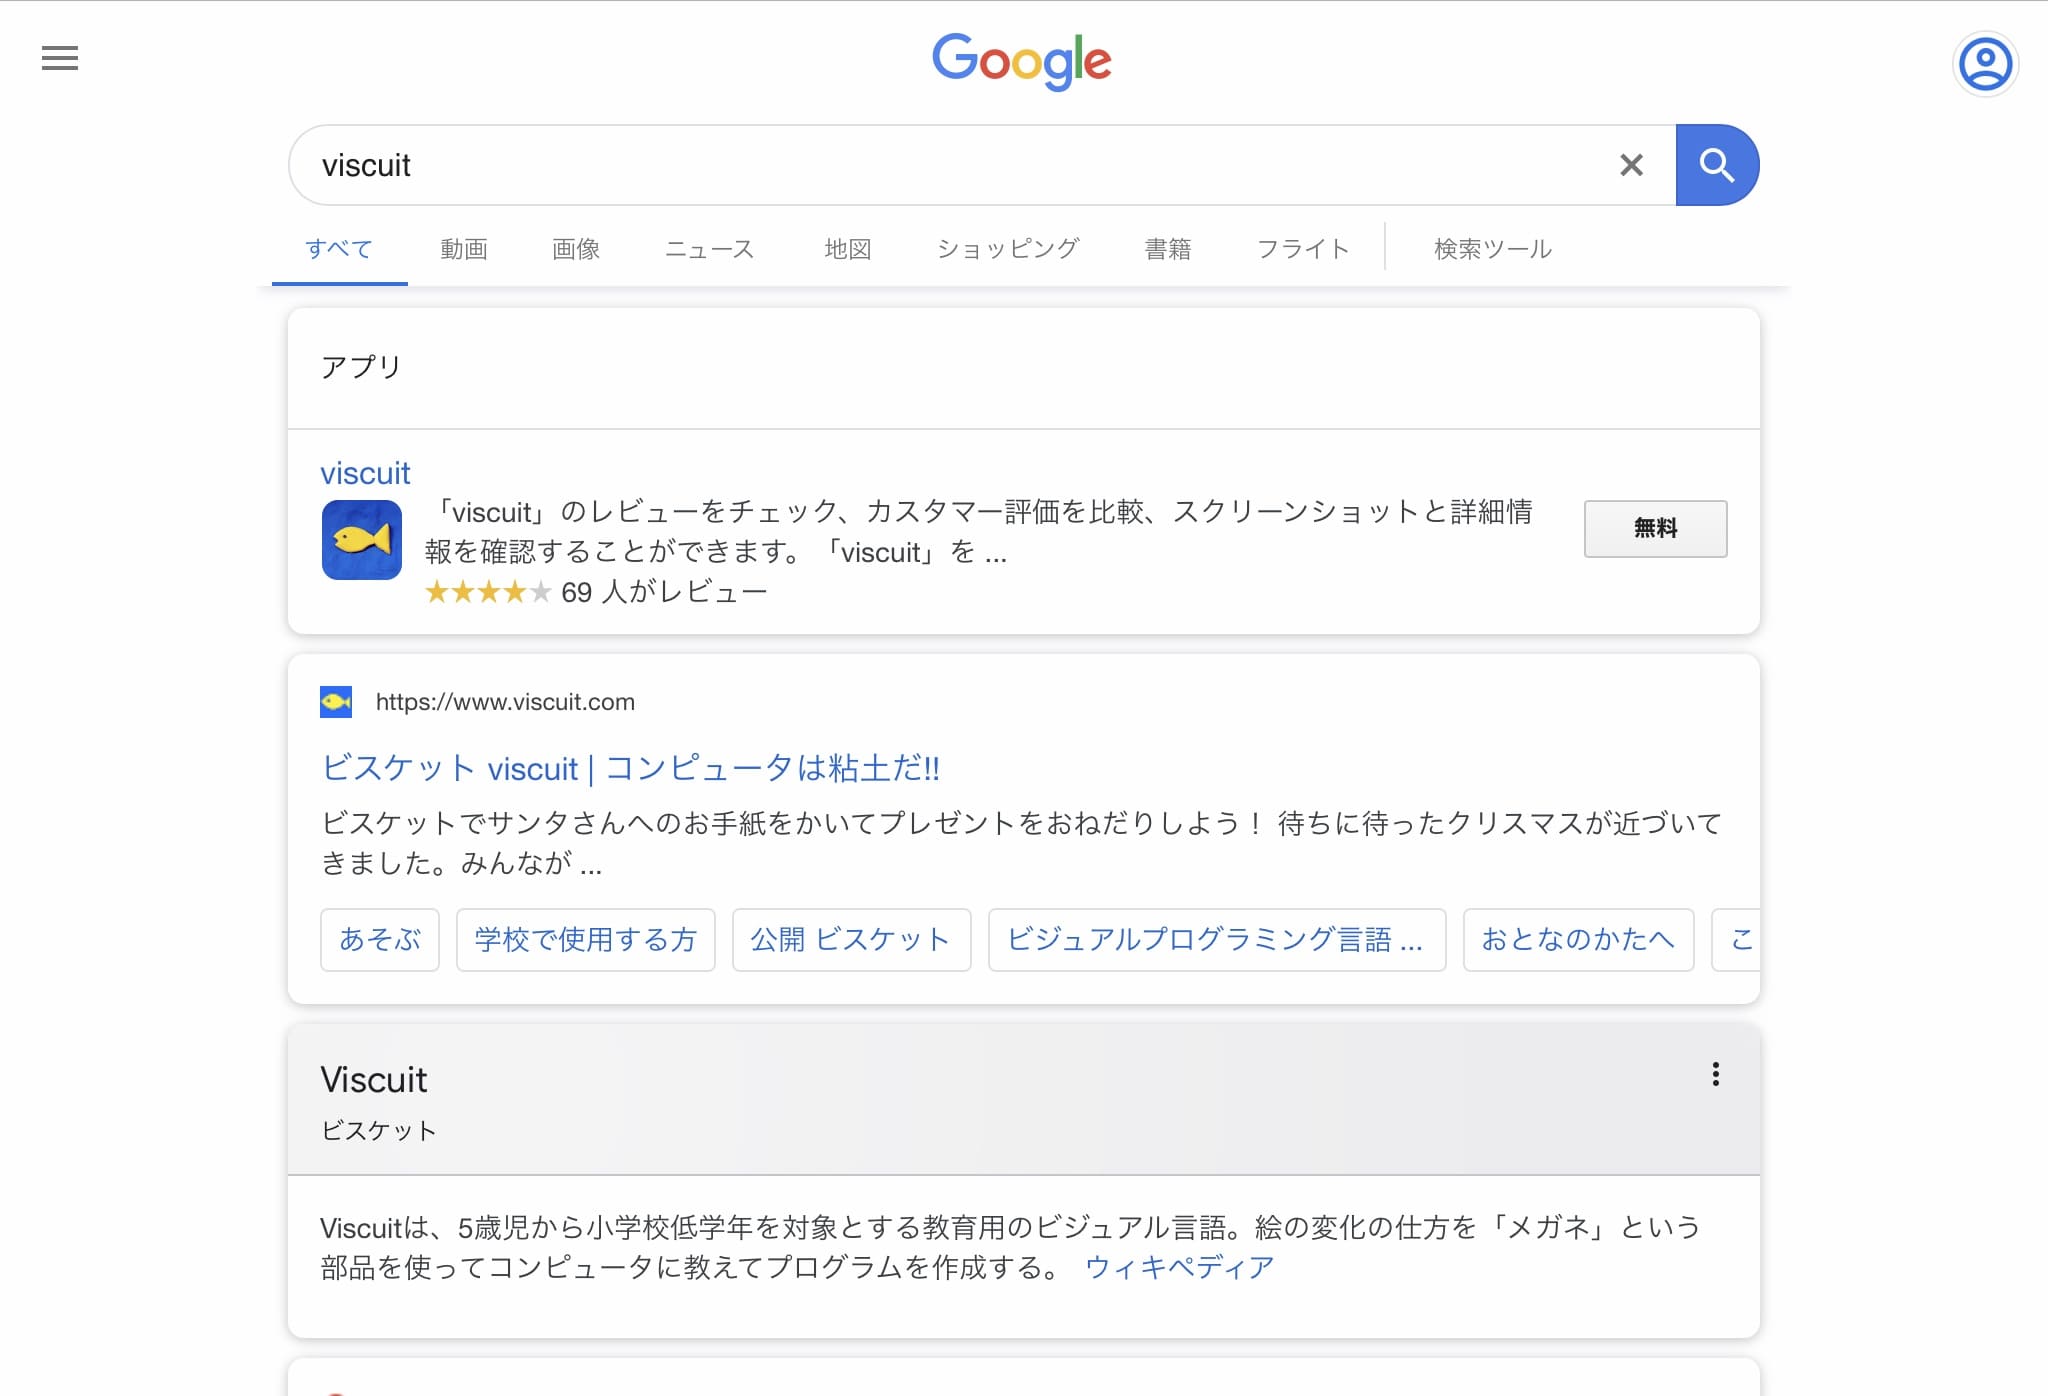 Google
viscuit
すべて 動画 画像 ニュース 地図 ショッピング 書籍 フライト 検索ツール
アプリ
viscuit
「viscuit」のレビューをチェック、カスタマー評価を比較、スクリーンショットと詳細情
報を確認することができます。「viscuit」を ...
無料
69 人がレビュー
https://www.viscuit.com
ビスケット viscuit | コンピュータは粘土だ!!
ビスケットでサンタさんへのお手紙をかいてプレゼントをおねだりしよう！ 待ちに待ったクリスマスが近づいて
きました。みんなが ...
あそぶ 学校で使用する方 公開 ビスケット ビジュアルプログラミング言語 ... おとなのかたへ こ
Viscuit
ビスケット
Viscuitは、5歳児から小学校低学年を対象とする教育用のビジュアル言語。絵の変化の仕方を「メガネ」という
部品を使ってコンピュータに教えてプログラムを作成する。 ウィキペディア